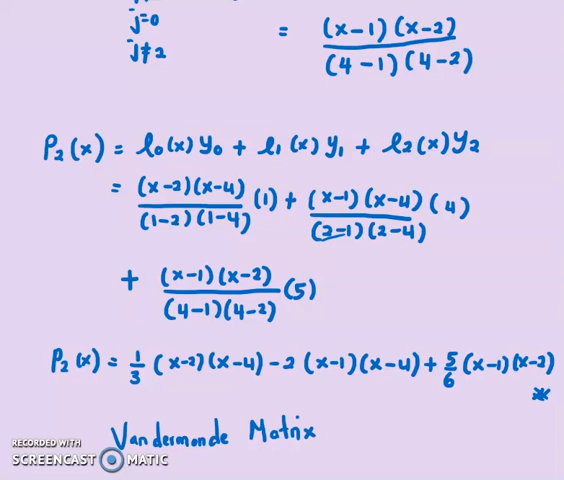 j=0
j≠2
= (x-1)(x-2)
(4-1)(4-2)
P₂(x) = l₀(x)y₀ + l₁(x)y₁ + l₂(x)y₂
= (x-2)(x-4) (1) + (x-1)(x-4) (4)
(1-2)(1-4) (2-1)(2-4)
+ (x-1)(x-2) (5)
(4-1)(4-2)
P₂(x) = 1/3 (x-2)(x-4) - 2 (x-1)(x-4) + 5/6 (x-1)(x-2)
*
Vandermonde Matrix
RECORDED WITH
SCREENCAST MATIC